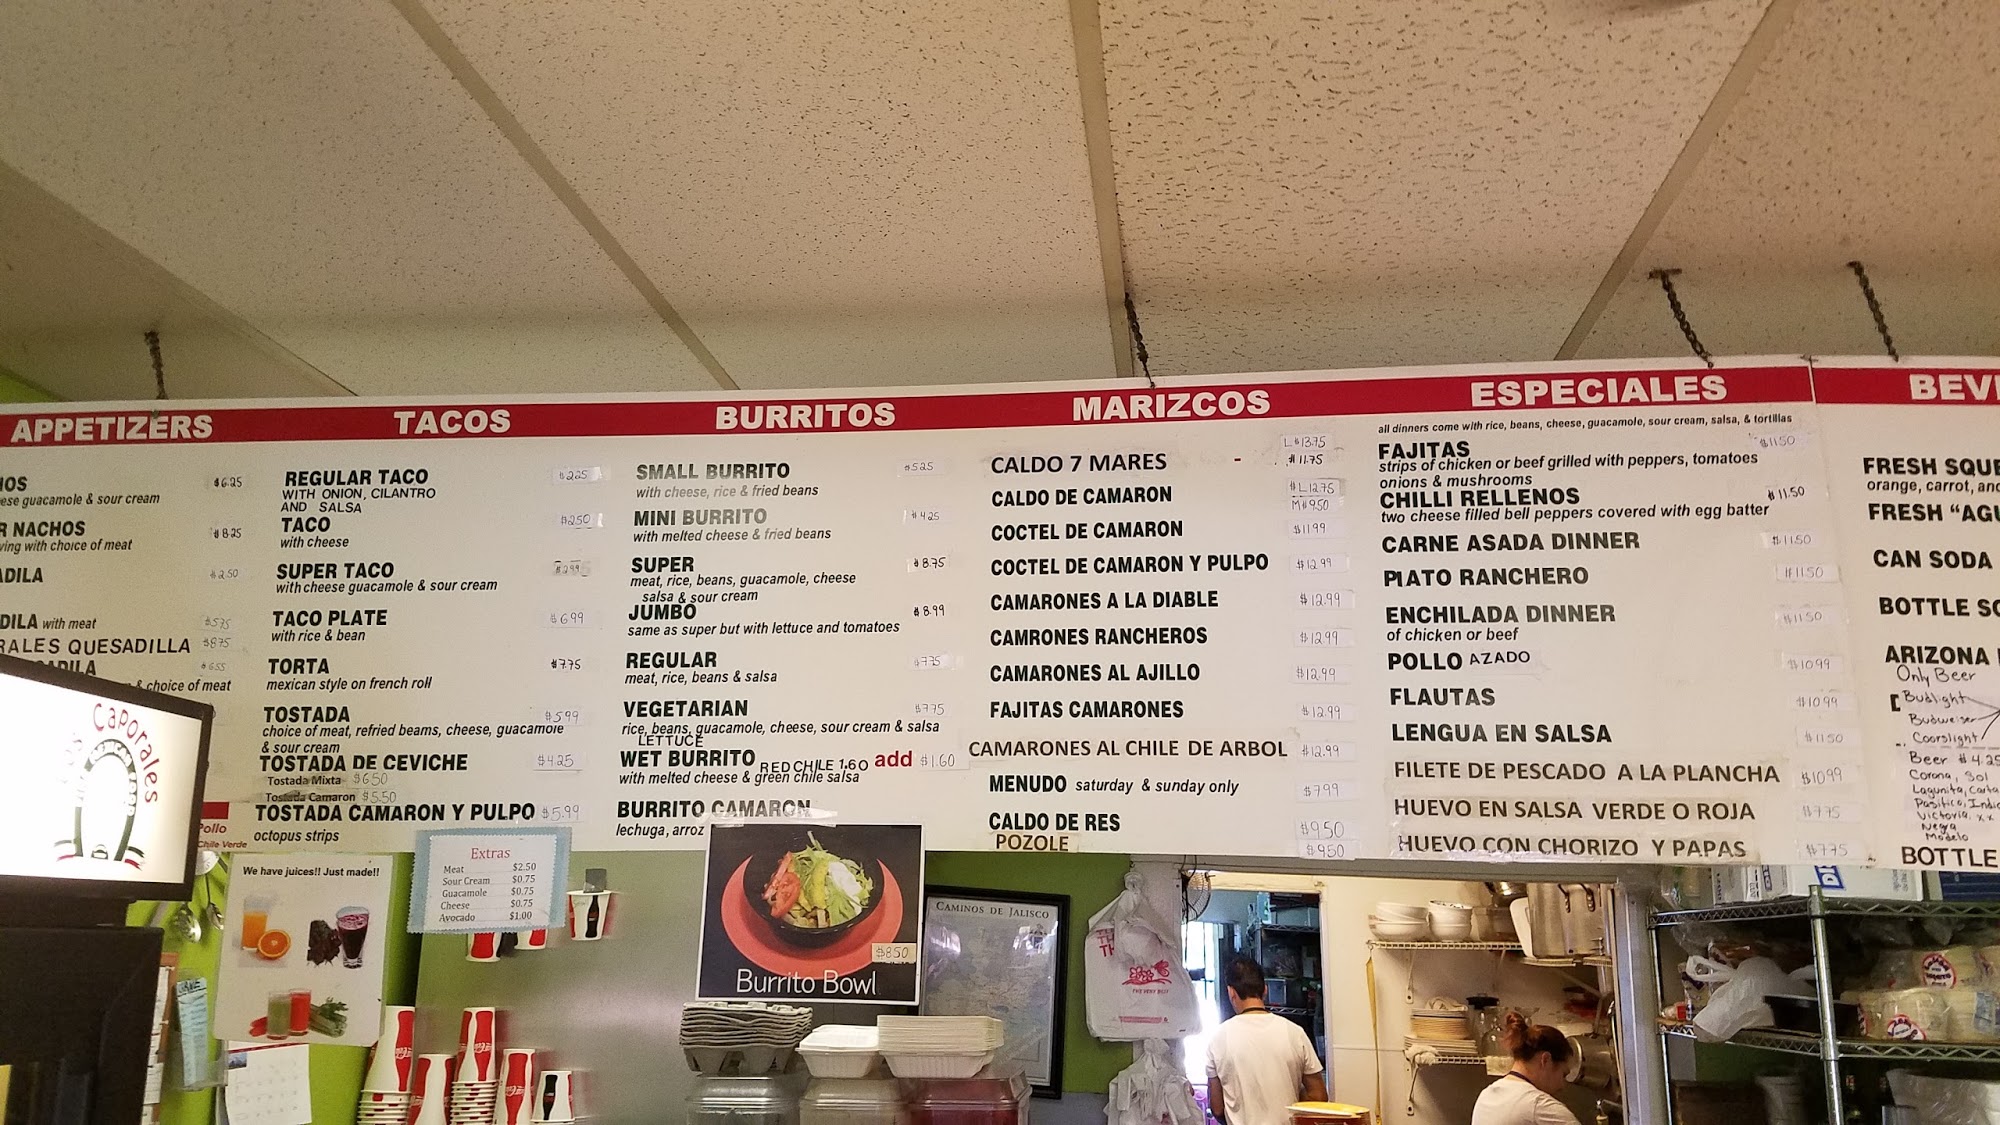 APPETIZERS
$6.25
ese guacamole & sour cream
R NACHOS $8.25
ving with choice of meat
ADILA $2.50
DILA with meat $5.75
RALES QUESADILLA $8.75
ADILA $6.55
& choice of meat
TACOS
REGULAR TACO $2.25
WITH ONION, CILANTRO
AND SALSA
TACO $2.50
with cheese
SUPER TACO $2.99
with cheese guacamole & sour cream
TACO PLATE $6.99
with rice & bean
TORTA $7.75
mexican style on french roll
TOSTADA $5.99
choice of meat, refried beams, cheese, guacamole
& sour cream
TOSTADA DE CEVICHE $4.25
Tostada Mixta $6.50
Tostada Camaron $5.50
TOSTADA CAMARON Y PULPO $5.99
octopus strips
BURRITOS
SMALL BURRITO $5.25
with cheese, rice & fried beans
MINI BURRITO $4.25
with melted cheese & fried beans
SUPER $8.75
meat, rice, beans, guacamole, cheese
salsa & sour cream
JUMBO $8.99
same as super but with lettuce and tomatoes
REGULAR $7.75
meat, rice, beans & salsa
VEGETARIAN $7.75
rice, beans, guacamole, cheese, sour cream & salsa
LETTUCE
WET BURRITO RED CHILE 1.60 add $1.60
with melted cheese & green chile salsa
BURRITO CAMARON
lechuga, arroz
MARIZCOS
L $13.75
CALDO 7 MARES - $11.75
CALDO DE CAMARON $L12.75
M$9.50
COCTEL DE CAMARON $11.99
COCTEL DE CAMARON Y PULPO $12.99
CAMARONES A LA DIABLE $12.99
CAMRONES RANCHEROS $12.99
CAMARONES AL AJILLO $12.99
FAJITAS CAMARONES $12.99
CAMARONES AL CHILE DE ARBOL $12.99
MENUDO saturday & sunday only $7.99
CALDO DE RES $9.50
POZOLE $9.50
ESPECIALES
all dinners come with rice, beans, cheese, guacamole, sour cream, salsa, & tortillas
FAJITAS $11.50
strips of chicken or beef grilled with peppers, tomatoes
onions & mushrooms
CHILLI RELLENOS $11.50
two cheese filled bell peppers covered with egg batter
CARNE ASADA DINNER $11.50
PLATO RANCHERO $11.50
ENCHILADA DINNER $11.50
of chicken or beef
POLLO AZADO $10.99
FLAUTAS $10.99
LENGUA EN SALSA $11.50
FILETE DE PESCADO A LA PLANCHA $10.99
HUEVO EN SALSA VERDE O ROJA $7.75
HUEVO CON CHORIZO Y PAPAS $7.75
BEV
FRESH SQUE
orange, carrot, and
FRESH "AGU
CAN SODA
BOTTLE SO
ARIZONA
Only Beer
Budlight
Budweiser
Coorslight
Beer $4.25
Corona, Sol
Lagunita, Carta
Pasifico, Indio
Victoria, xx
Negra
Modelo
BOTTLE
Caporales
Pollo
Chile Verde
We have juices!! Just made!!
Extras
Meat $2.50
Sour Cream $0.75
Guacamole $0.75
Cheese $0.75
Avocado $1.00
$8.50
Burrito Bowl
CAMINOS DE JALISCO